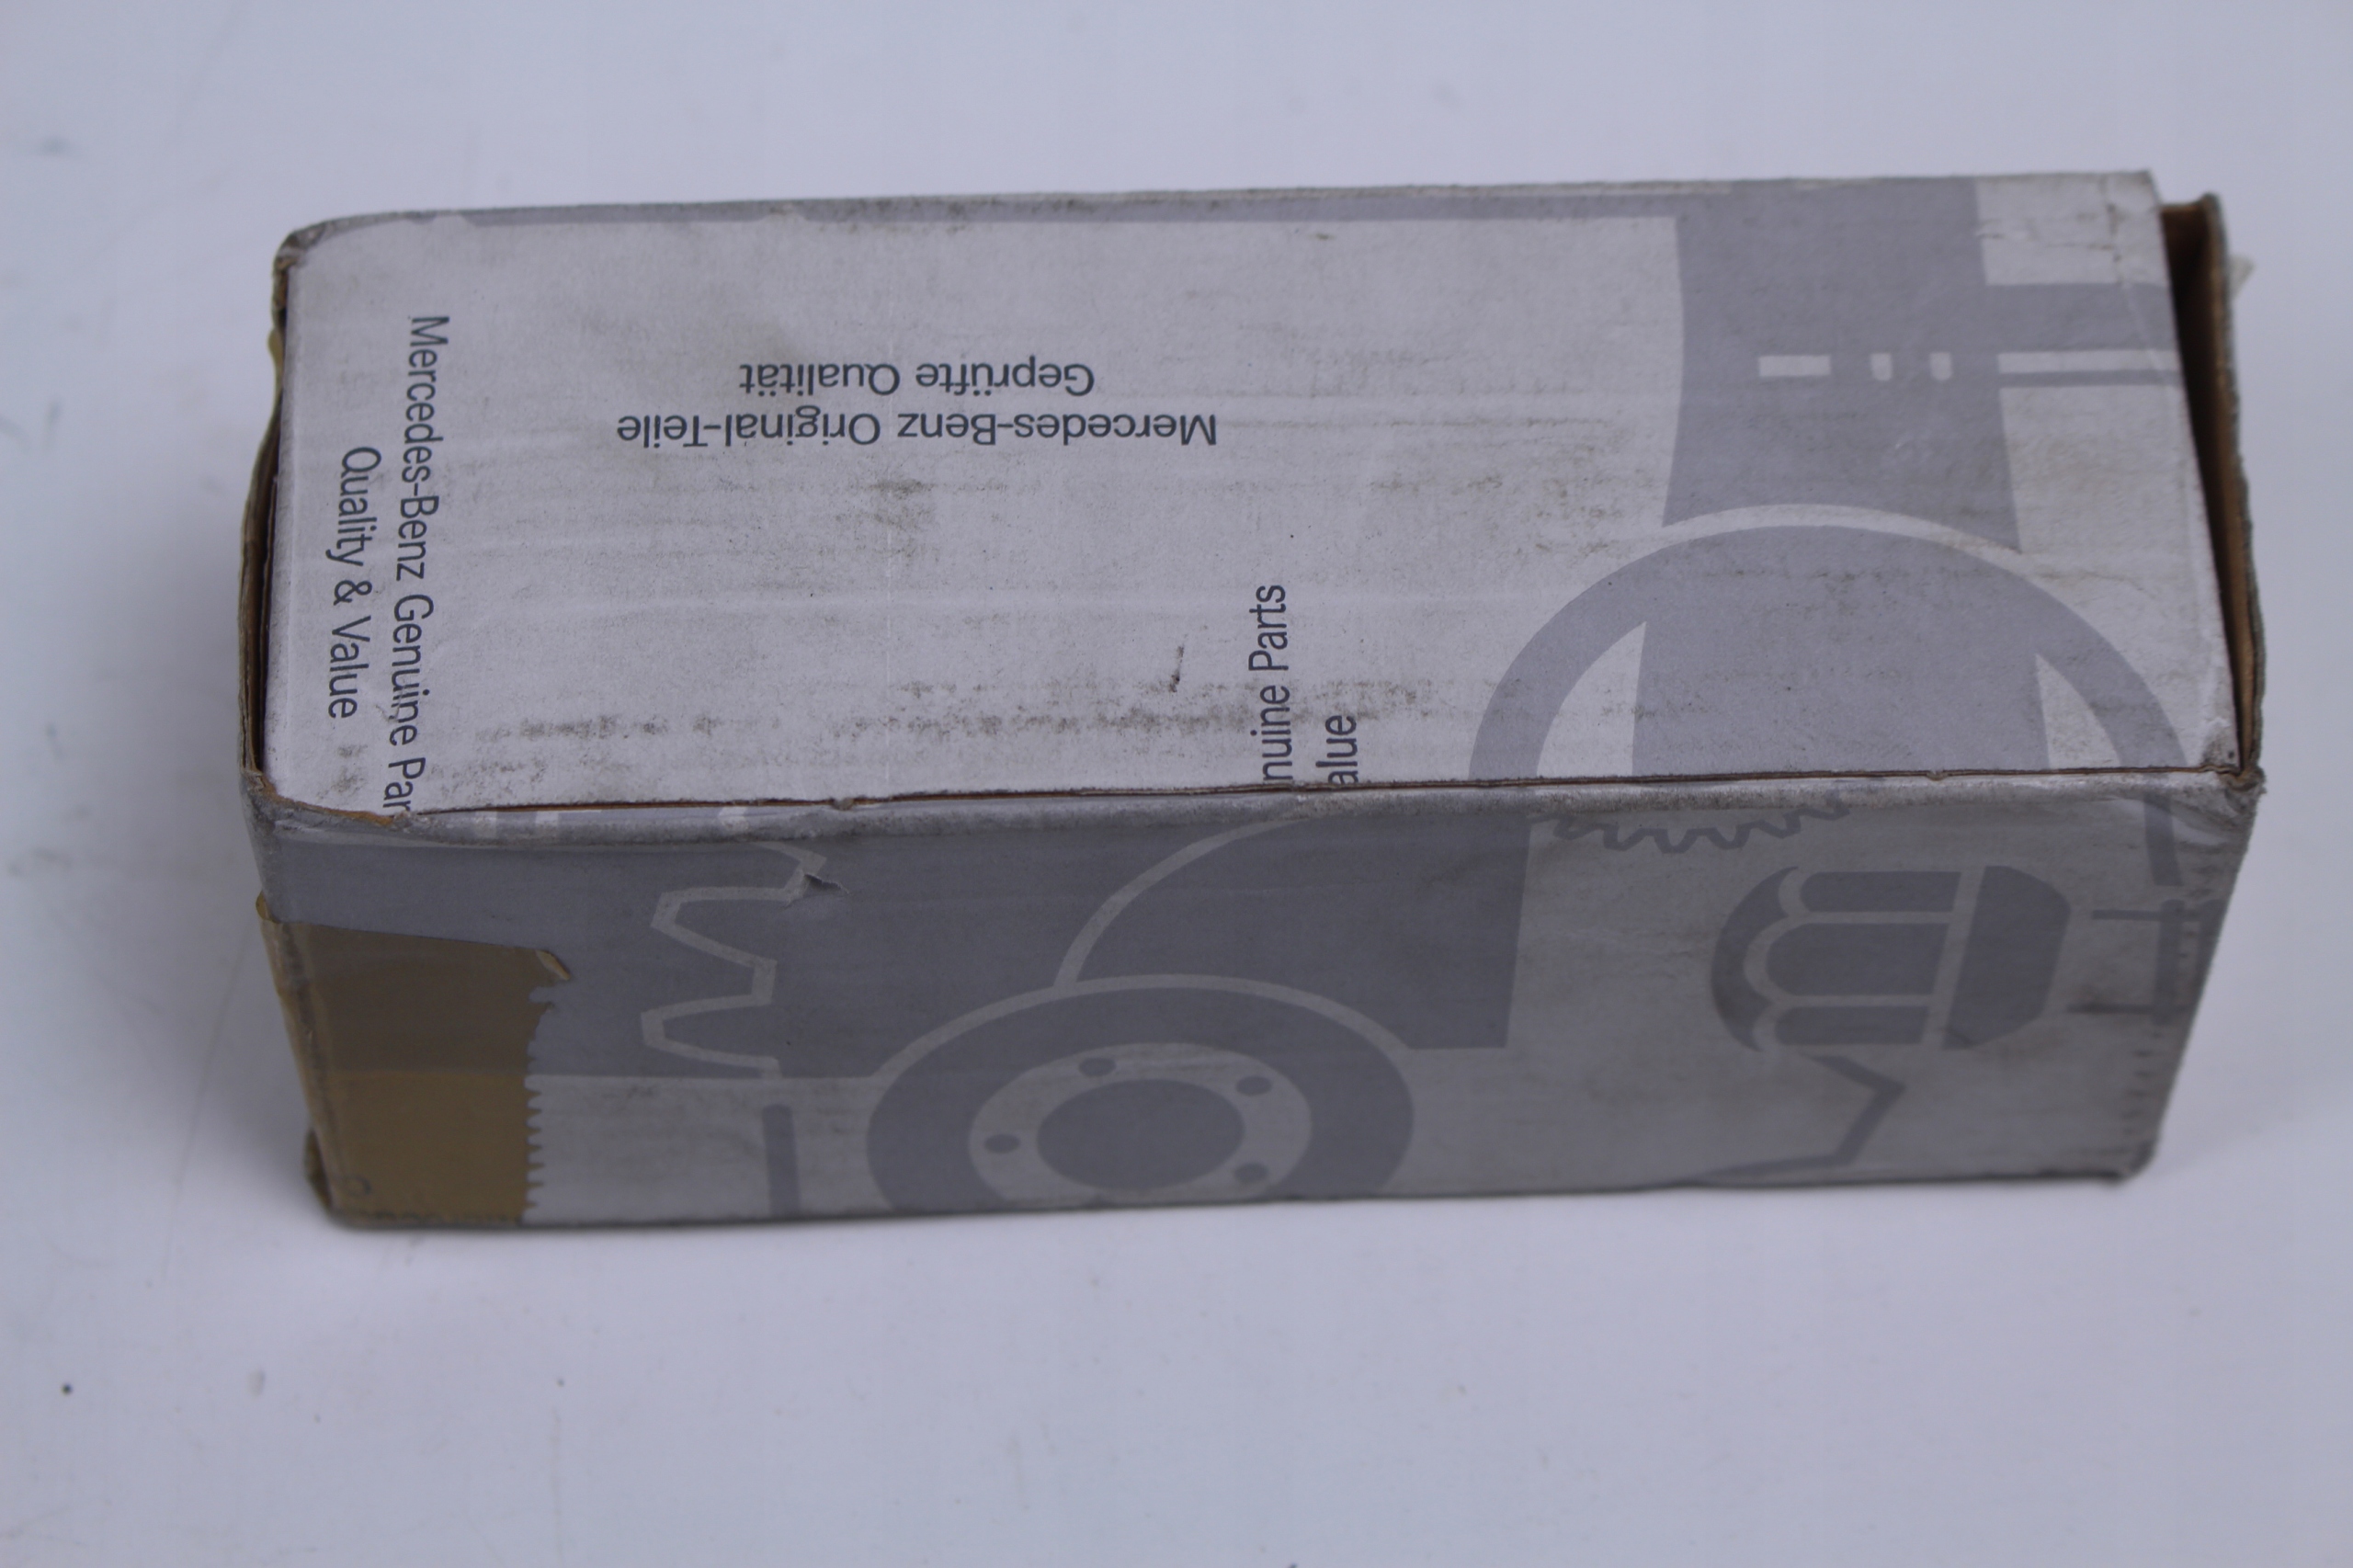 Mercedes-Benz Original-Teile
Geprüfte Qualität
Mercedes-Benz Genuine Par
Quality & Value
nuine Parts
alue